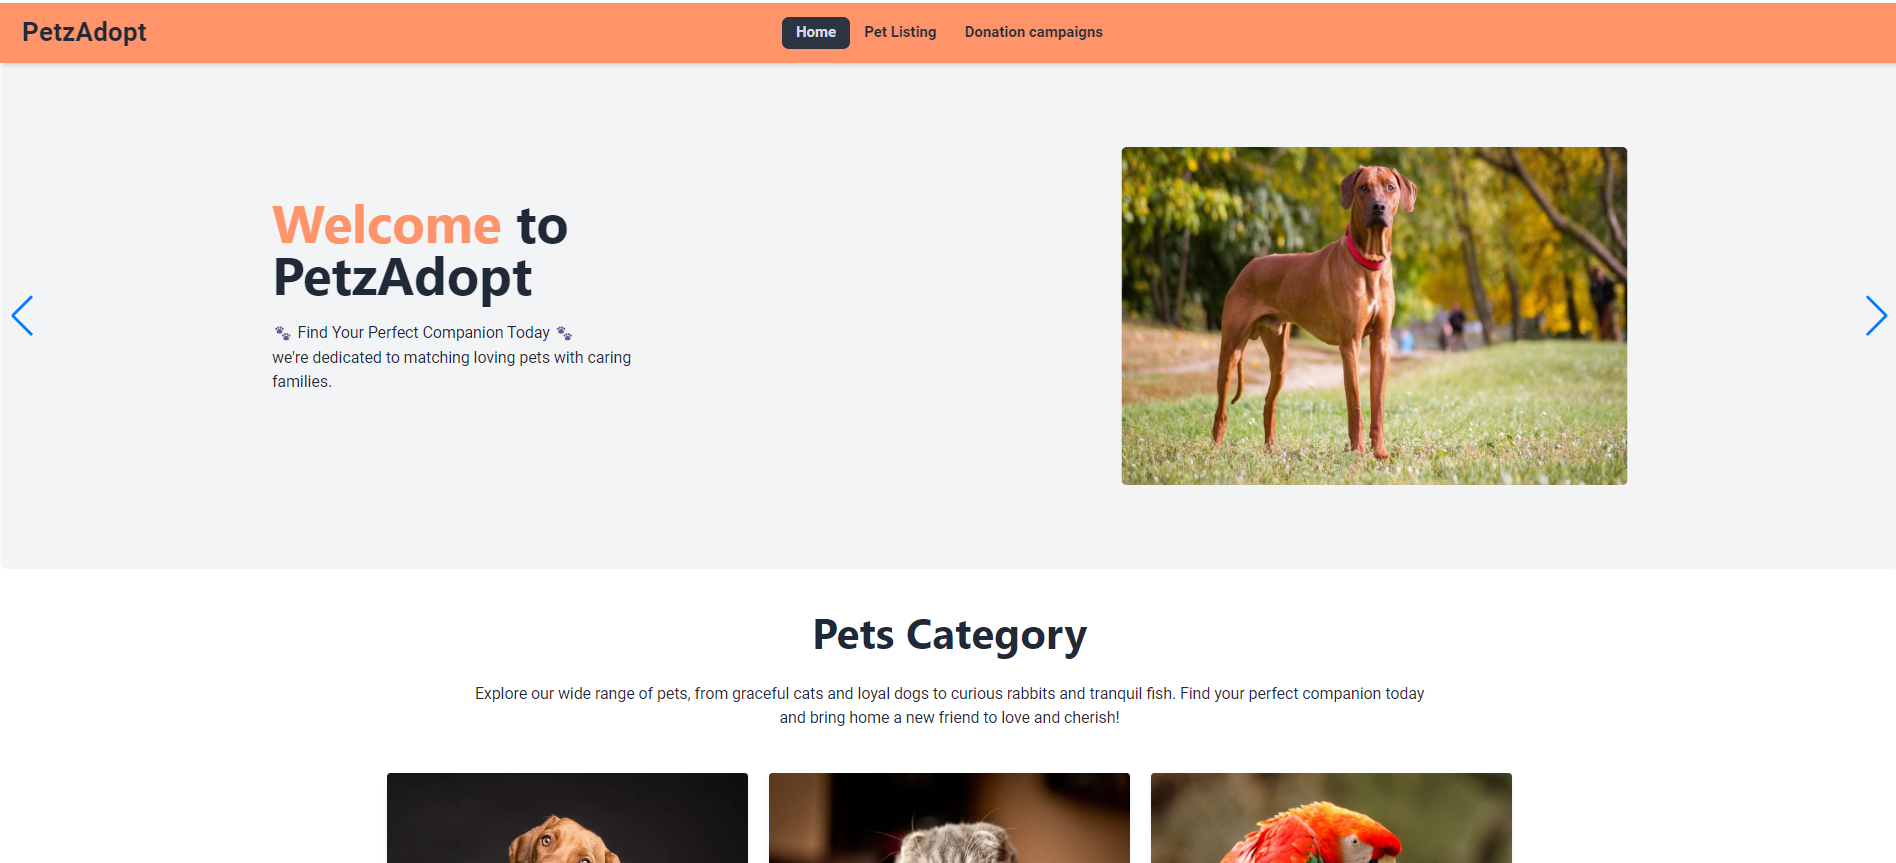 PetzAdopt
Home Pet Listing Donation campaigns
Welcome to
PetzAdopt
🐾 Find Your Perfect Companion Today 🐾
we're dedicated to matching loving pets with caring
families.
Pets Category
Explore our wide range of pets, from graceful cats and loyal dogs to curious rabbits and tranquil fish. Find your perfect companion today
and bring home a new friend to love and cherish!